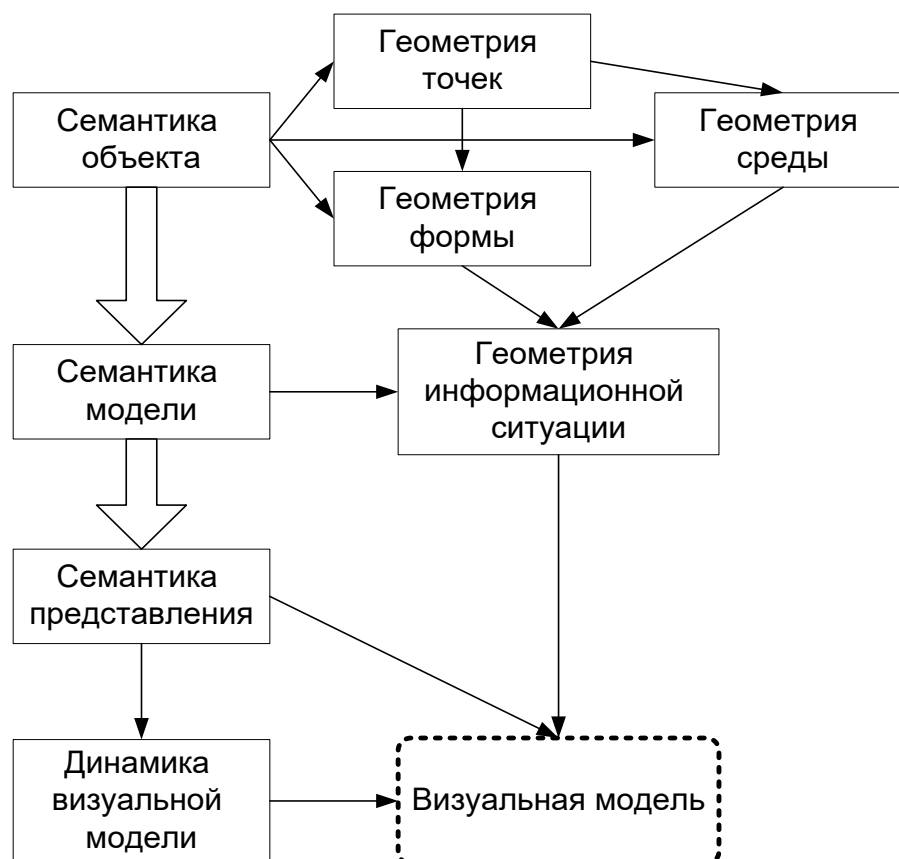 Геометрия
точек
Семантика
объекта
Геометрия
среды
Геометрия
формы
Семантика
модели
Геометрия
информационной
ситуации
Семантика
представления
Динамика
визуальной
модели
Визуальная модель